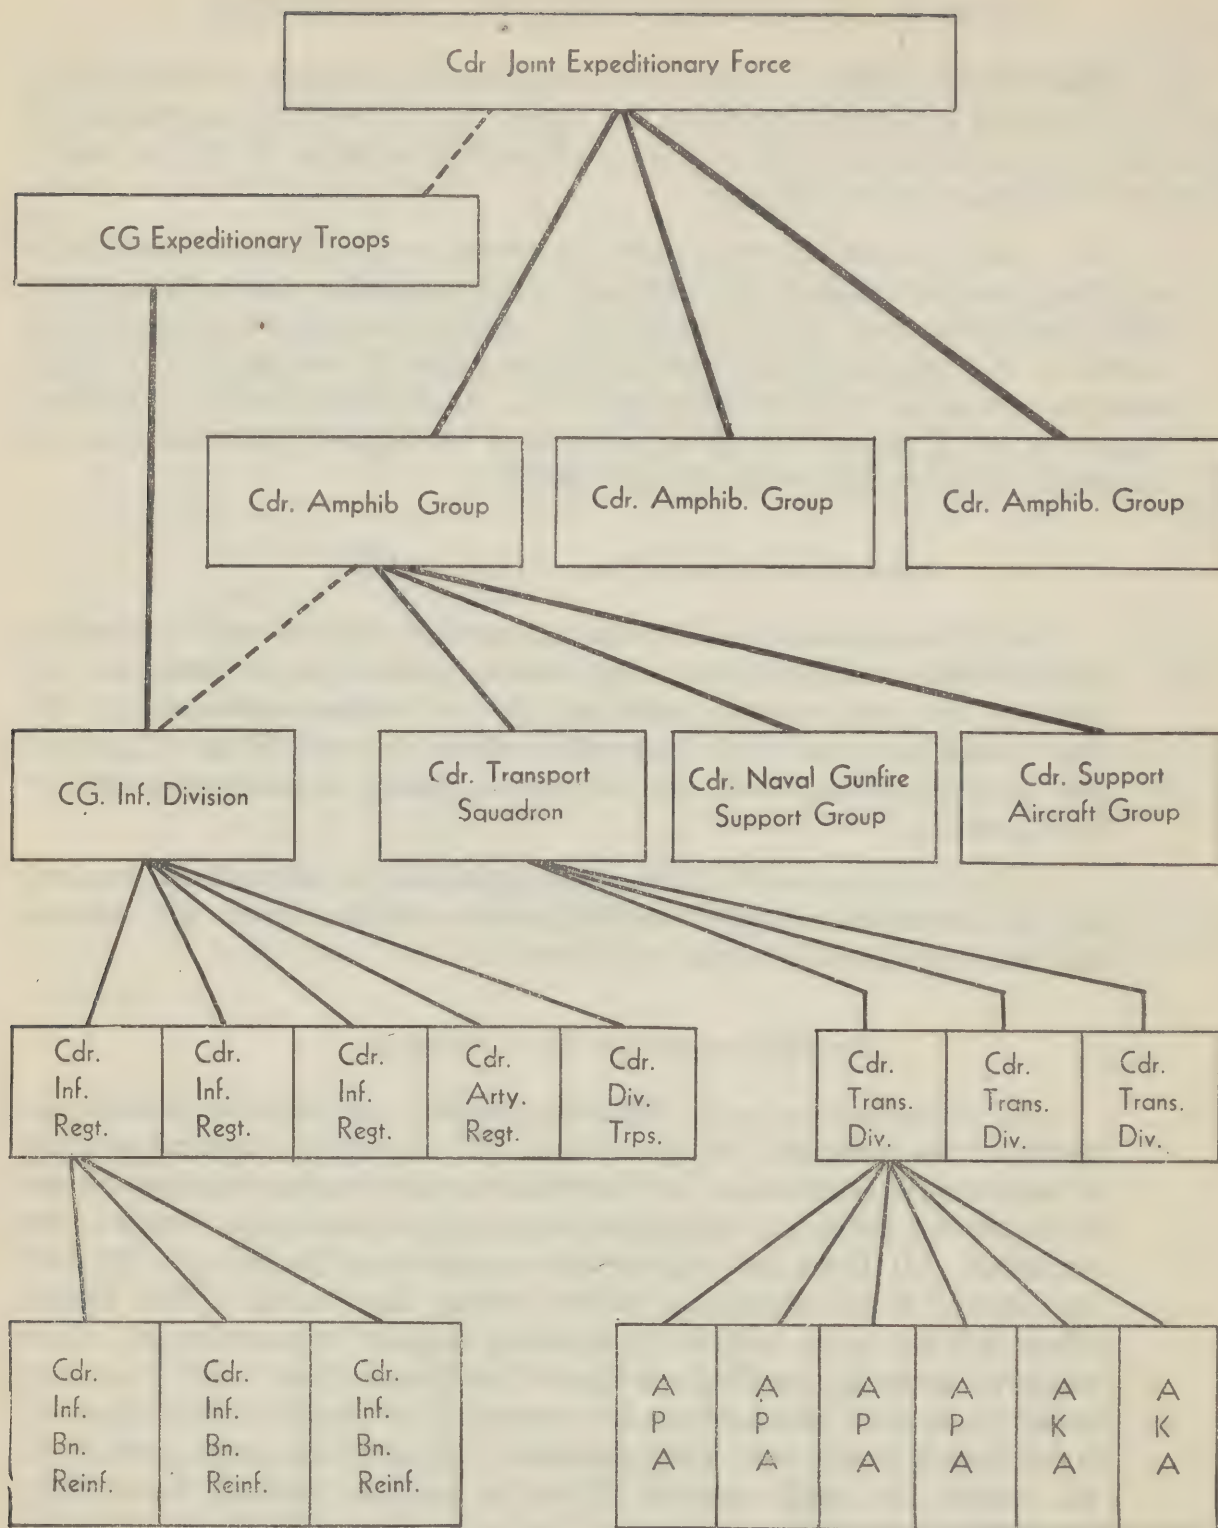 Cdr Joint Expeditionary Force
CG Expeditionary Troops
Cdr. Amphib Group
Cdr. Amphib. Group
Cdr. Amphib. Group
CG. Inf. Division
Cdr. Transport
Squadron
Cdr. Naval Gunfire
Support Group
Cdr. Support
Aircraft Group
Cdr.
Inf.
Regt.
Cdr.
Inf.
Regt.
Cdr.
Inf.
Regt.
Cdr.
Arty.
Regt.
Cdr.
Div.
Trps.
Cdr.
Trans.
Div.
Cdr.
Trans.
Div.
Cdr.
Trans.
Div.
Cdr.
Inf.
Bn.
Reinf.
Cdr.
Inf.
Bn.
Reinf.
Cdr.
Inf.
Bn.
Reinf.
A
P
A
A
P
A
A
P
A
A
P
A
A
K
A
A
K
A